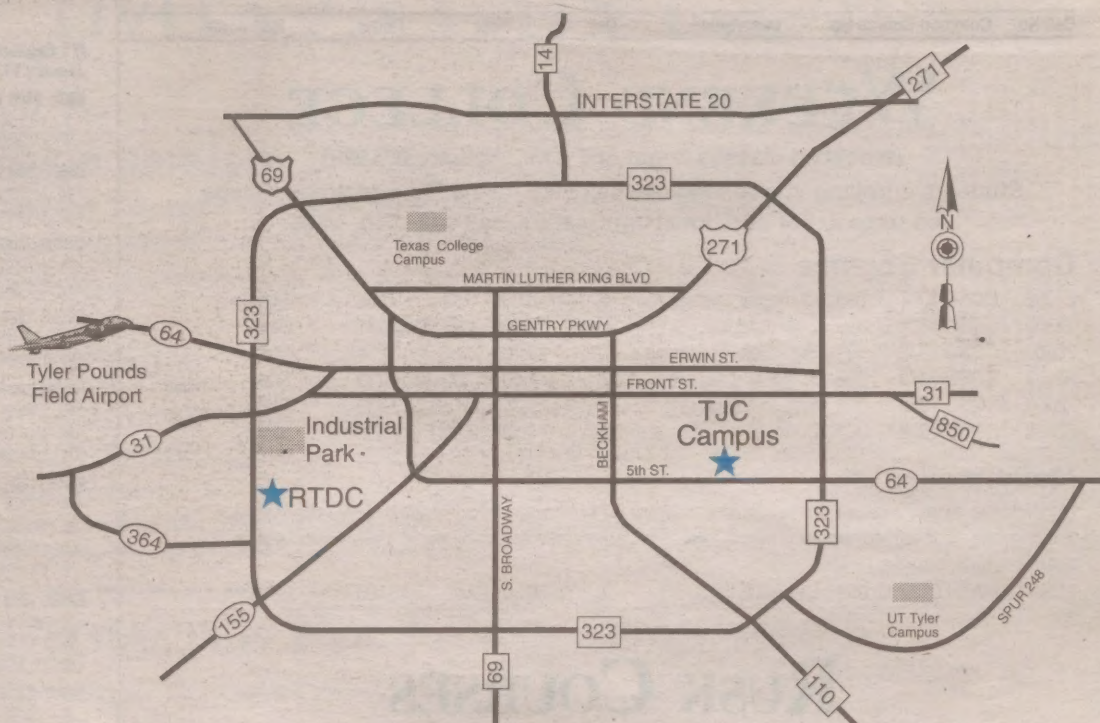 14
271
INTERSTATE 20
69
323
Texas College
Campus
271
N
MARTIN LUTHER KING BLVD
323
GENTRY PKWY
64
ERWIN ST.
Tyler Pounds
Field Airport
FRONT ST.
31
TJC
Campus
850
BECKHAM
Industrial
Park
31
5th ST.
64
RTDC
323
364
S. BROADWAY
SPUR 248
UT Tyler
Campus
155
323
69
110
COURSES